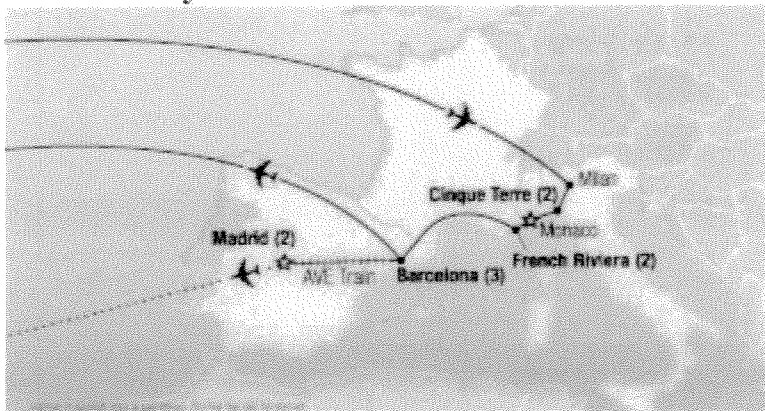 Milan
Cinque Terre (2)
Monaco
Madrid (2)
French Riviera (2)
AVE Train
Barcelona (3)